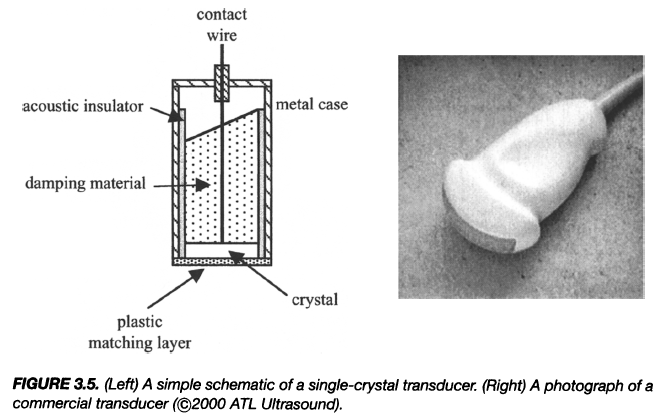 contact
wire
acoustic insulator
metal case
damping material
crystal
plastic
matching layer
FIGURE 3.5. (Left) A simple schematic of a single-crystal transducer. (Right) A photograph of a
commercial transducer (©2000 ATL Ultrasound).